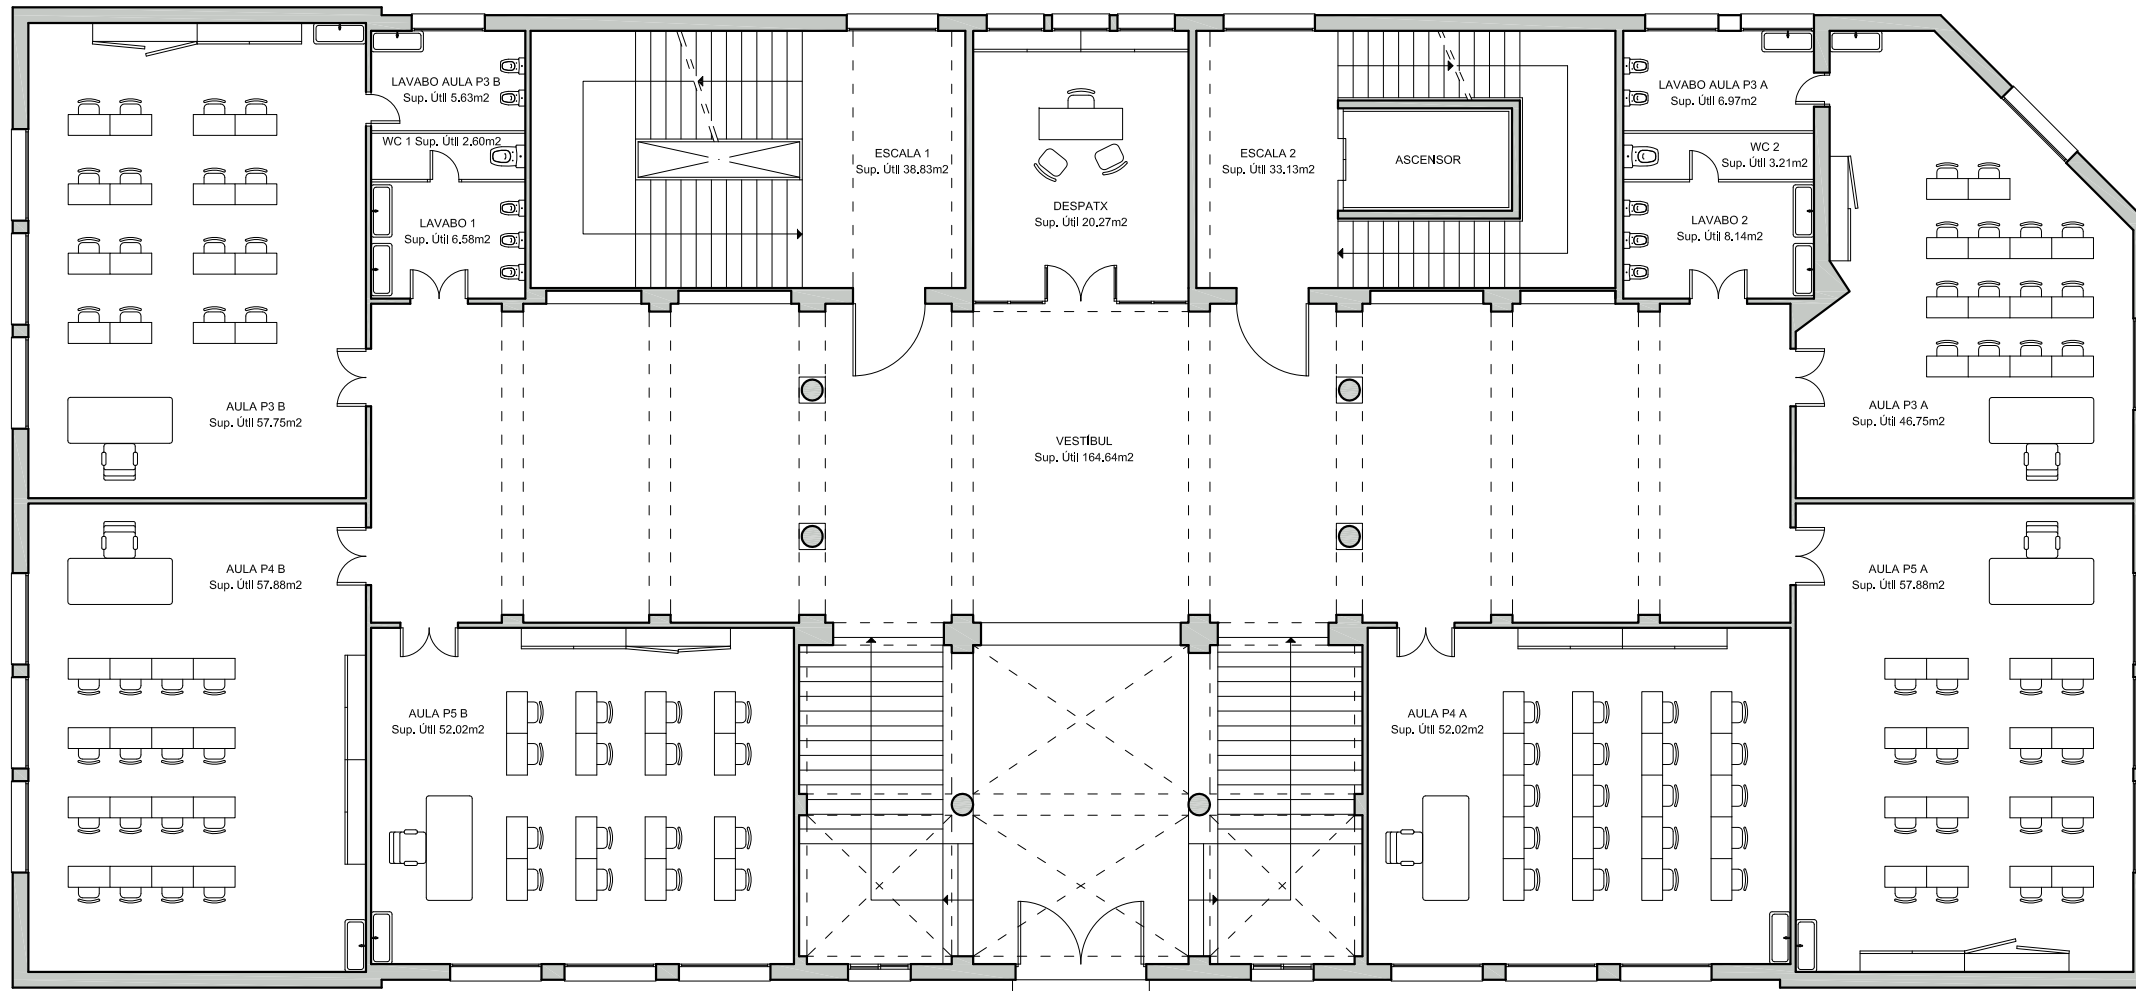 LAVABO AULA P3 B
Sup. Útil 5.63m2
WC 1 Sup. Útil 2.60m2
LAVABO 1
Sup. Útil 6.58m2
ESCALA 1
Sup. Útil 38.83m2
DESPATX
Sup. Útil 20.27m2
ESCALA 2
Sup. Útil 33.13m2
ASCENSOR
LAVABO AULA P3 A
Sup. Útil 6.97m2
WC 2
Sup. Útil 3.21m2
LAVABO 2
Sup. Útil 8.14m2
AULA P3 B
Sup. Útil 57.75m2
VESTÍBUL
Sup. Útil 164.64m2
AULA P3 A
Sup. Útil 46.75m2
AULA P4 B
Sup. Útil 57.88m2
AULA P5 A
Sup. Útil 57.88m2
AULA P5 B
Sup. Útil 52.02m2
AULA P4 A
Sup. Útil 52.02m2